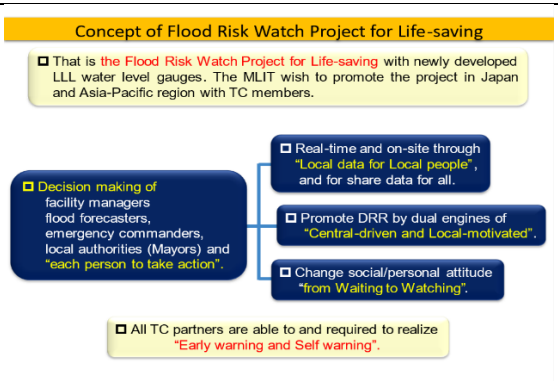 Concept of Flood Risk Watch Project for Life-saving
❑ That is the Flood Risk Watch Project for Life-saving with newly developed
LLL water level gauges. The MLIT wish to promote the project in Japan
and Asia-Pacific region with TC members.
❑ Decision making of
facility managers
flood forecasters,
emergency commanders,
local authorities (Mayors) and
“each person to take action”.
❑ Real-time and on-site through
“Local data for Local people”,
and for share data for all.
❑ Promote DRR by dual engines of
“Central-driven and Local-motivated”.
❑ Change social/personal attitude
“from Waiting to Watching”.
❑ All TC partners are able to and required to realize
“Early warning and Self warning”.